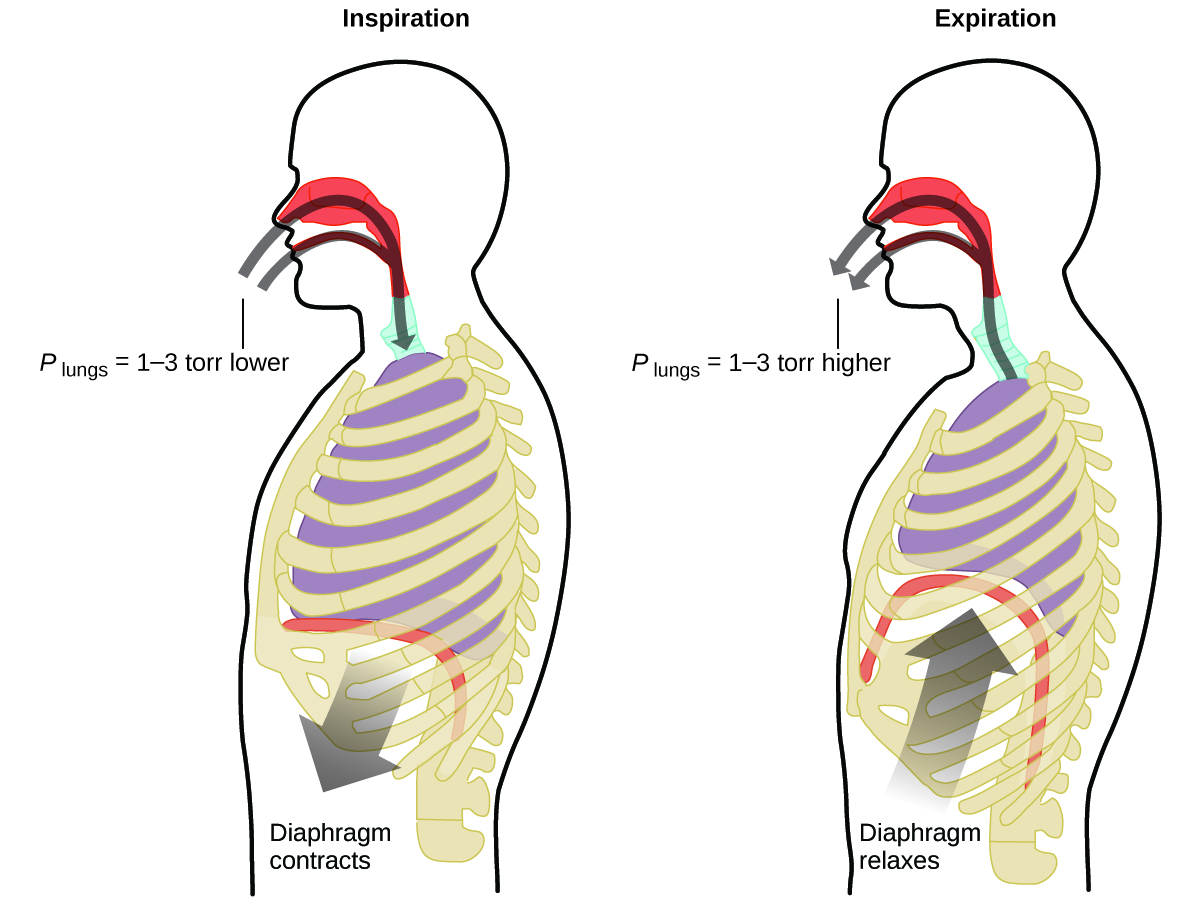 Inspiration
Expiration
P lungs = 1–3 torr lower
P lungs = 1–3 torr higher
Diaphragm
contracts
Diaphragm
relaxes